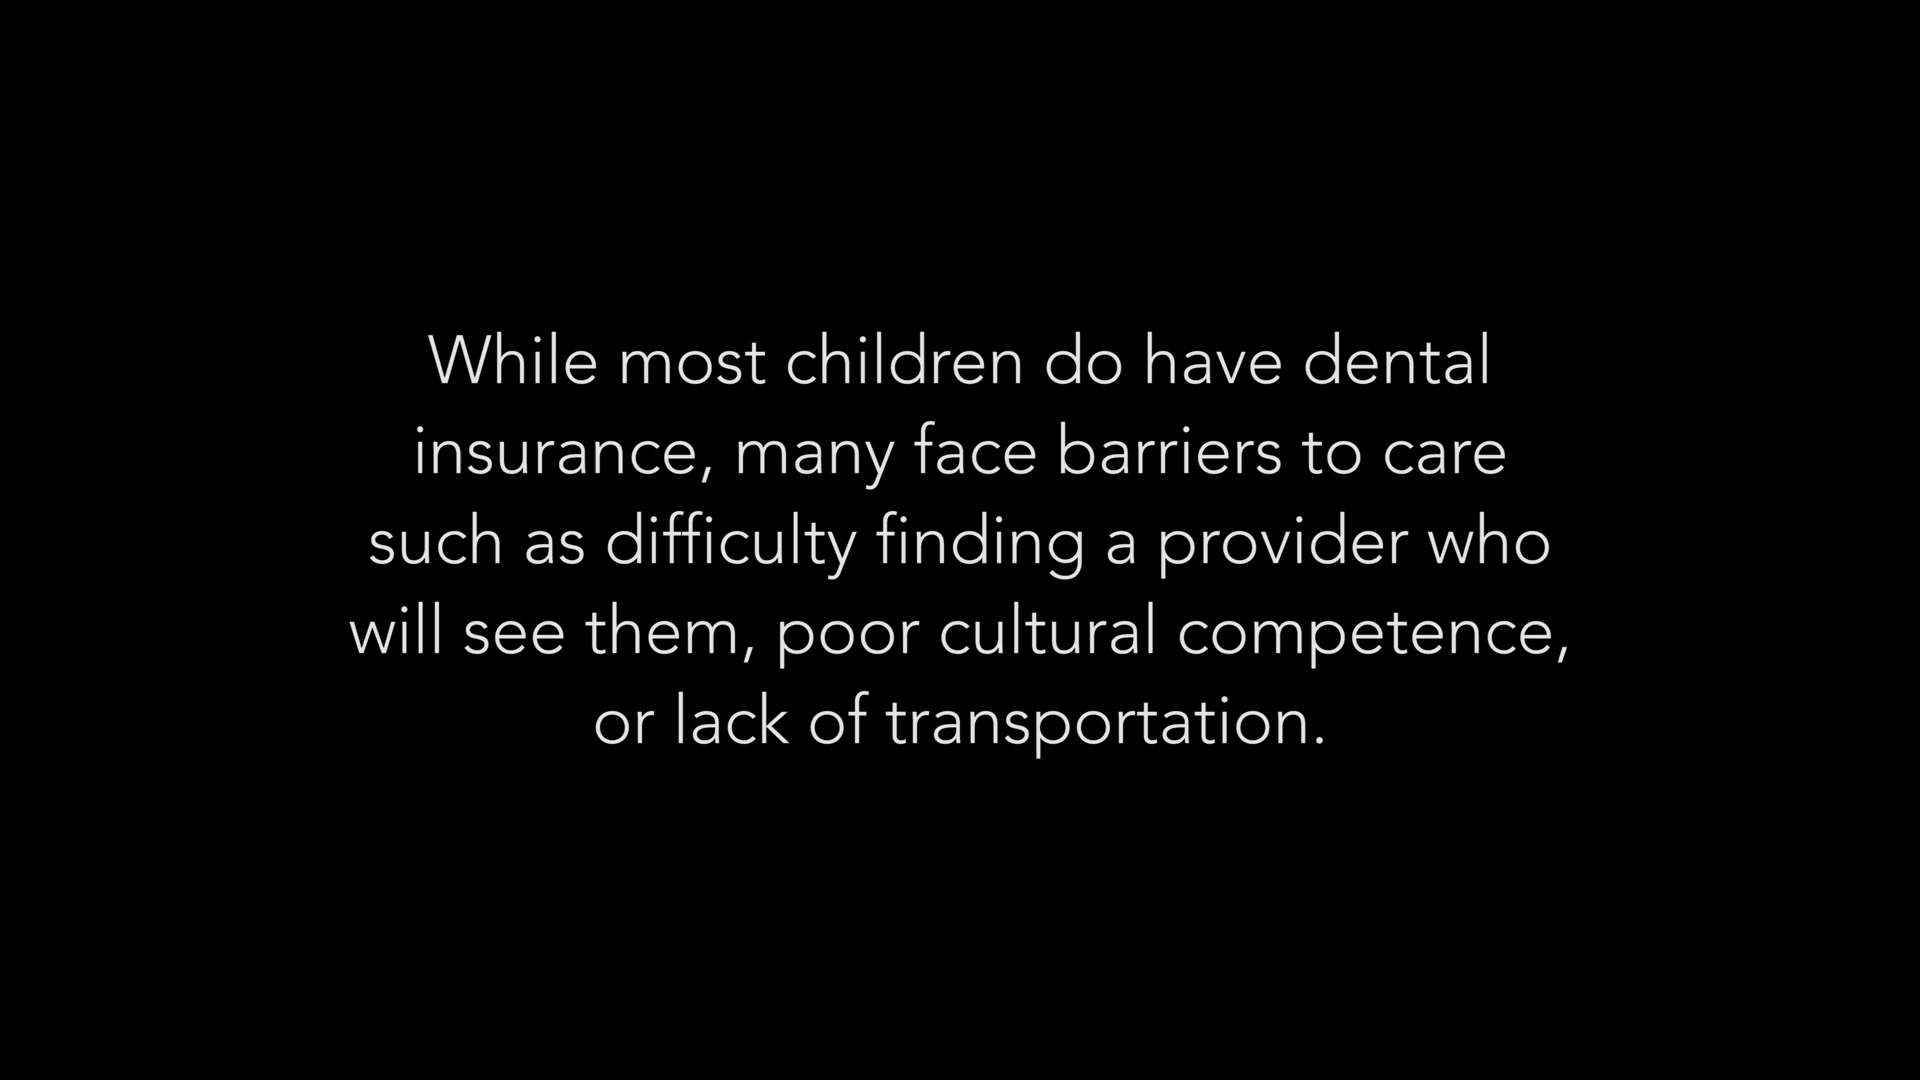 While most children do have dental
insurance, many face barriers to care
such as difficulty finding a provider who
will see them, poor cultural competence,
or lack of transportation.